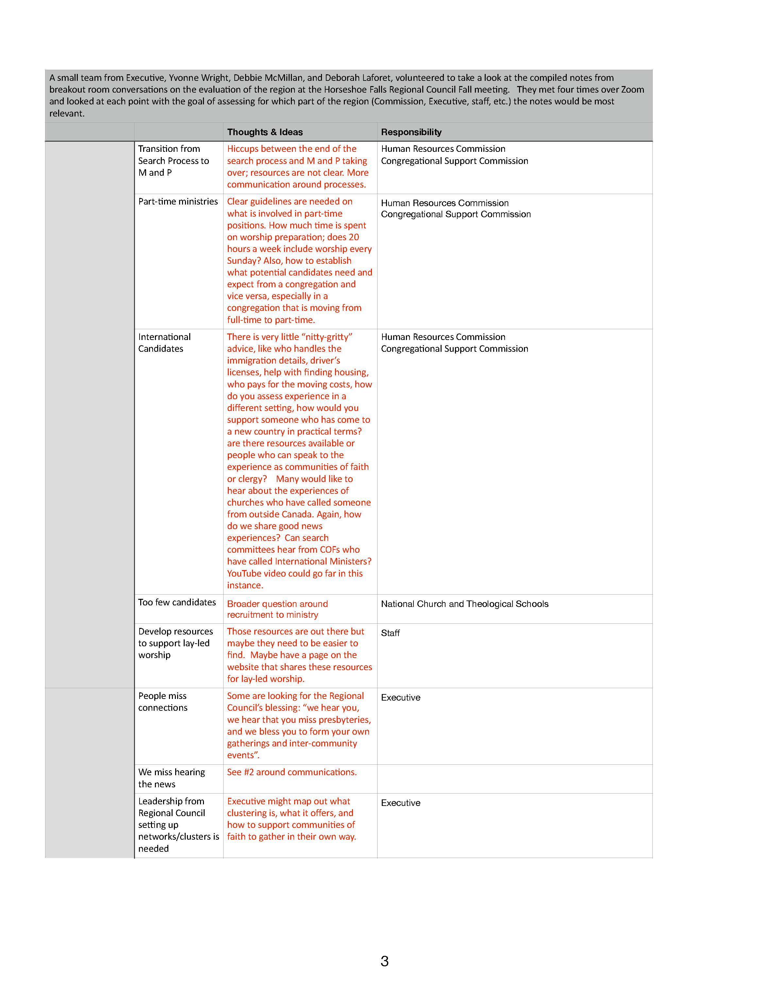 A small team from Executive, Yvonne Wright, Debbie McMillan, and Deborah Laforet, volunteered to take a look at the compiled notes from
breakout room conversations on the evaluation of the region at the Horseshoe Falls Regional Council Fall meeting.   They met four times over Zoom
and looked at each point with the goal of assessing for which part of the region (Commission, Executive, staff, etc.) the notes would be most
relevant.
Thoughts & Ideas
Responsibility
Transition from
Search Process to
M and P
Hiccups between the end of the
search process and M and P taking
over; resources are not clear. More
communication around processes.
Human Resources Commission
Congregational Support Commission
Part-time ministries
Clear guidelines are needed on
what is involved in part-time
positions. How much time is spent
on worship preparation; does 20
hours a week include worship every
Sunday? Also, how to establish
what potential candidates need and
expect from a congregation and
vice versa, especially in a
congregation that is moving from
full-time to part-time.
Human Resources Commission
Congregational Support Commission
International
Candidates
There is very little “nitty-gritty”
advice, like who handles the
immigration details, driver’s
licenses, help with finding housing,
who pays for the moving costs, how
do you assess experience in a
different setting, how would you
support someone who has come to
a new country in practical terms?
are there resources available or
people who can speak to the
experience as communities of faith
or clergy?    Many would like to
hear about the experiences of
churches who have called someone
from outside Canada. Again, how
do we share good news
experiences?  Can search
committees hear from COFs who
have called International Ministers?
YouTube video could go far in this
instance.
Human Resources Commission
Congregational Support Commission
Too few candidates
Broader question around
recruitment to ministry
National Church and Theological Schools
Develop resources
to support lay-led
worship
Those resources are out there but
maybe they need to be easier to
find.  Maybe have a page on the
website that shares these resources
for lay-led worship.
Staff
People miss
connections
Some are looking for the Regional
Council’s blessing: “we hear you,
we hear that you miss presbyteries,
and we bless you to form your own
gatherings and inter-community
events”.
Executive
We miss hearing
the news
See #2 around communications.
Leadership from
Regional Council
setting up
networks/clusters is
needed
Executive might map out what
clustering is, what it offers, and
how to support communities of
faith to gather in their own way.
Executive
3